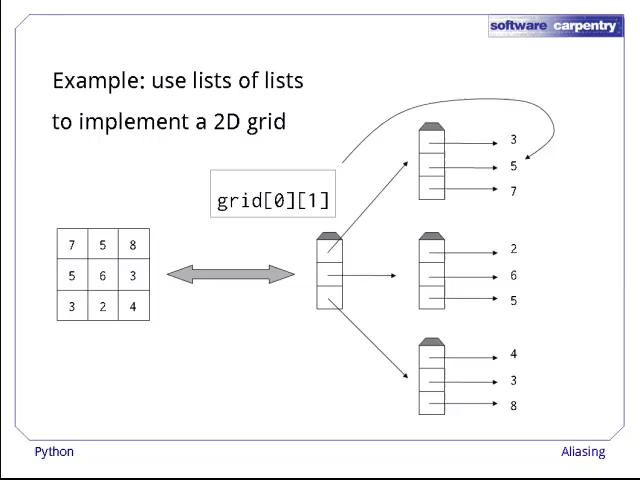 software carpentry
Example: use lists of lists
to implement a 2D grid
grid[0][1]
7 5 8
5 6 3
3 2 4
3
5
7
2
6
5
4
3
8
Python
Aliasing